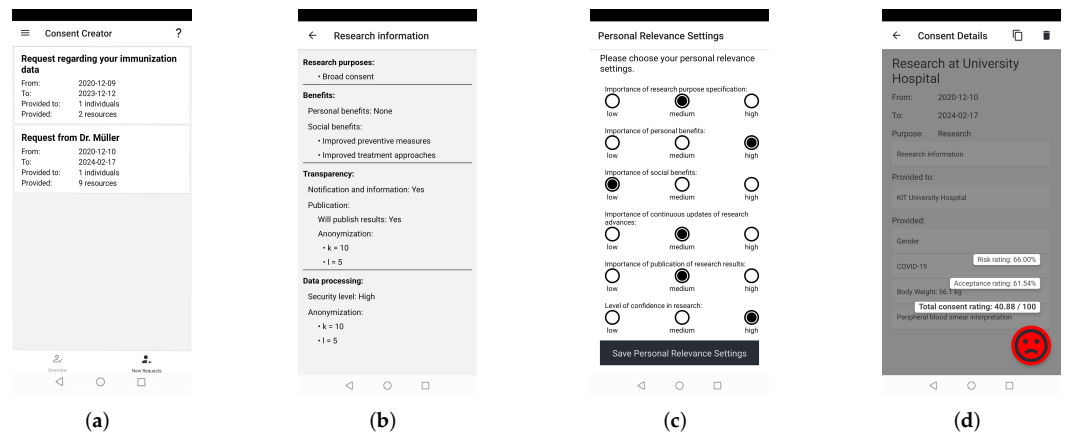 Consent Creator ?
Request regarding your immunization
data
From: 2020-12-09
To: 2023-12-12
Provided to: 1 individuals
Provided: 2 resources
Request from Dr. Müller
From: 2020-12-10
To: 2024-02-17
Provided to: 1 individuals
Provided: 9 resources
Overview New Requests
(a)
Research information
Research purposes:
• Broad consent
Benefits:
Personal benefits: None
Social benefits:
• Improved preventive measures
• Improved treatment approaches
Transparency:
Notification and information: Yes
Publication:
Will publish results: Yes
Anonymization:
• k = 10
• l = 5
Data processing:
Security level: High
Anonymization:
• k = 10
• l = 5
(b)
Personal Relevance Settings
Please choose your personal relevance
settings.
Importance of research purpose specification:
low medium high
Importance of personal benefits:
low medium high
Importance of social benefits:
low medium high
Importance of continuous updates of research
advances:
low medium high
Importance of publication of research results:
low medium high
Level of confidence in research:
low medium high
Save Personal Relevance Settings
(c)
Consent Details
Research at University
Hospital
From: 2020-12-10
To: 2024-02-17
Purpose: Research
Research information
Provided to:
KIT University Hospital
Provided:
Gender
Risk rating: 66.00%
COVID-19
Acceptance rating: 61.54%
Body Weight: 56.1 kg
Total consent rating: 40.88 / 100
Peripheral blood smear interpretation
(d)